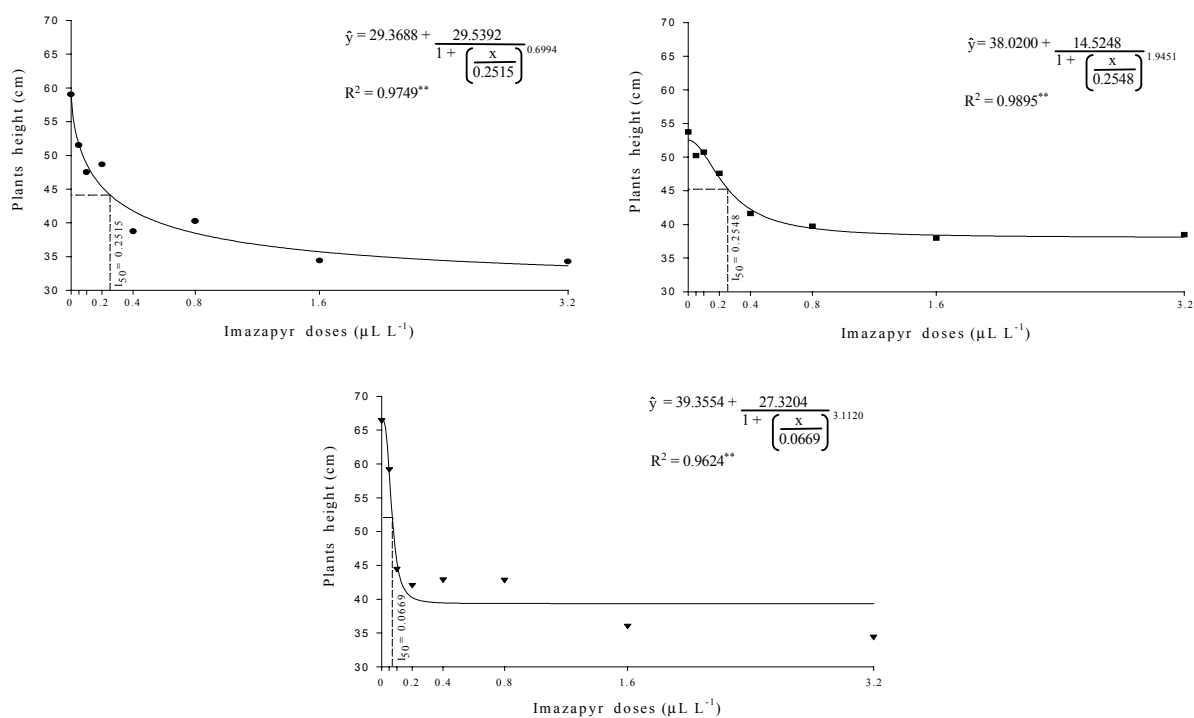 ŷ = 29.3688 + 29.5392 / 1 + (x / 0.2515)^0.6994
R² = 0.9749**
Plants height (cm)
70
65
60
55
50
45
40
35
30
I50 = 0.2515
0 0.2 0.4 0.8 1.6 3.2
Imazapyr doses (µL L⁻¹)
ŷ = 38.0200 + 14.5248 / 1 + (x / 0.2548)^1.9451
R² = 0.9895**
Plants height (cm)
70
65
60
55
50
45
40
35
30
I50 = 0.2548
0 0.2 0.4 0.8 1.6 3.2
Imazapyr doses (µL L⁻¹)
ŷ = 39.3554 + 27.3204 / 1 + (x / 0.0669)^3.1120
R² = 0.9624**
Plants height (cm)
70
65
60
55
50
45
40
35
30
I50 = 0.0669
0 0.2 0.4 0.8 1.6 3.2
Imazapyr doses (µL L⁻¹)